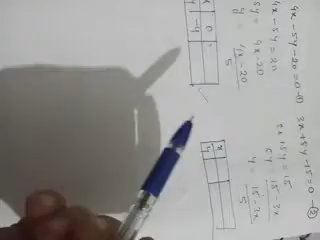 4x - 5y - 20 = 0 -①
4x - 5y = 20
5y = 4x - 20
y = 4x - 20
5
x 0
y -4
3x + 5y - 15 = 0 -②
3x + 5y = 15
5y = 15 - 3x
y = 15 - 3x
5
x
y